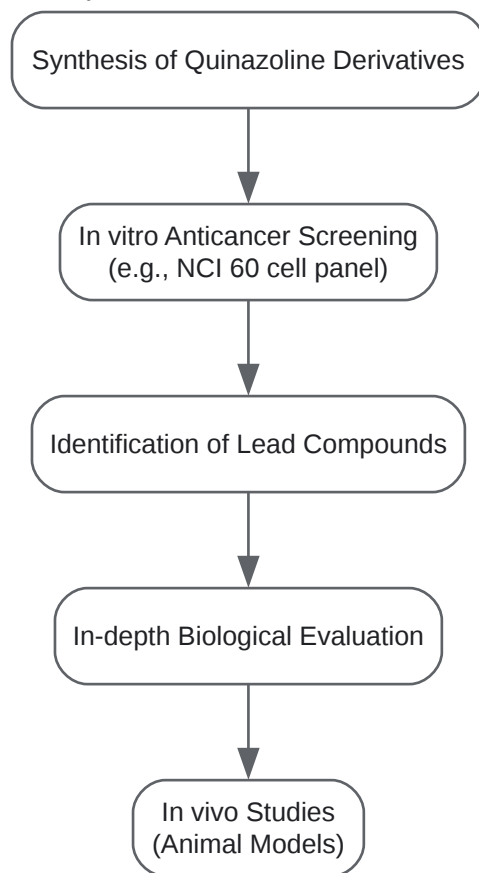 Synthesis of Quinazoline Derivatives
In vitro Anticancer Screening
(e.g., NCI 60 cell panel)
Identification of Lead Compounds
In-depth Biological Evaluation
In vivo Studies
(Animal Models)